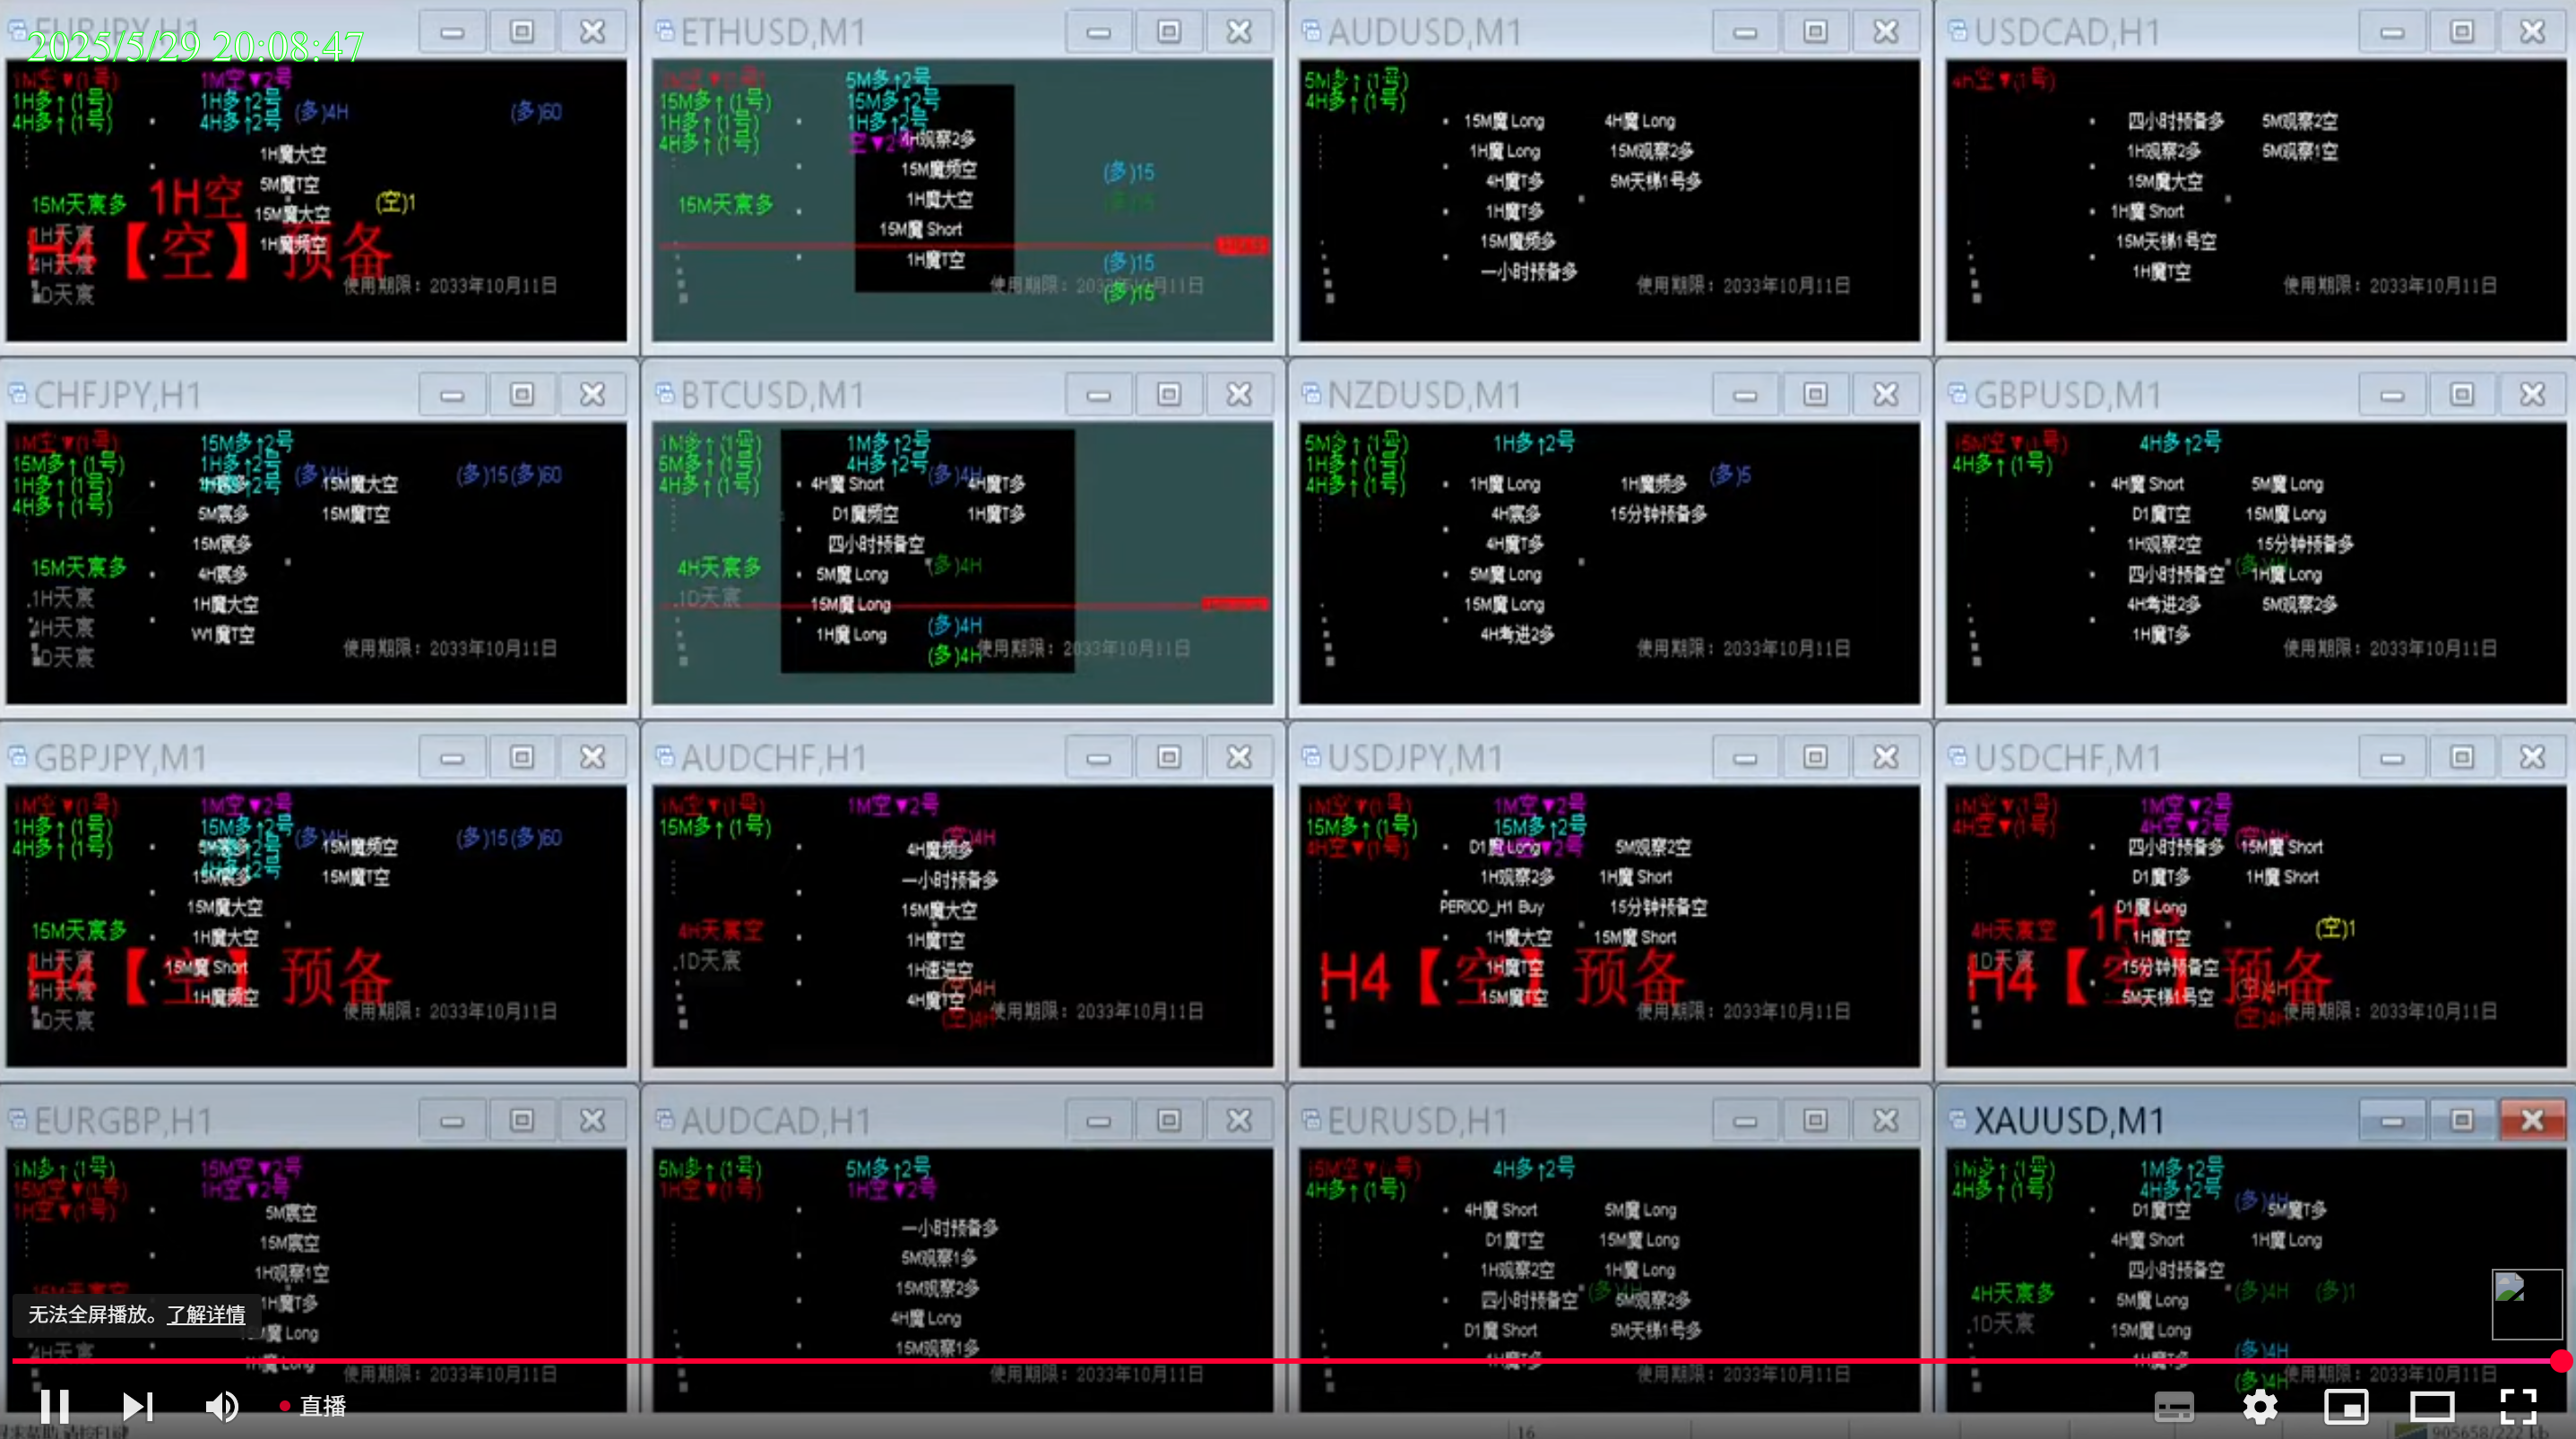 EURJPY,H1
2025/5/29 20:08:47
1M空▼(1号)
1M空▼2号
1H多↑(1号)
1H多↑2号
4H多↑(1号)
4H多↑2号
(多)4H
(多)60
1H魔大空
5M魔T空
15M天宸多
1H空
15M魔大空
(空)1
1H天宸
1H魔频空
H4【空】预备
4H天宸
1D天宸
使用期限：2033年10月11日
ETHUSD,M1
5M多↑2号
15M多↑(1号)
15M多↑2号
1H多↑(1号)
1H多↑2号
4H多↑(1号)
空▼2号
4H观察2多
15M魔频空
(多)15
15M天宸多
1H魔大空
(多)15
15M魔 Short
1H魔T空
(多)15
使用期限：2033年10月11日
(多)15
AUDUSD,M1
5M多↑(1号)
4H多↑(1号)
15M魔 Long
4H魔 Long
1H魔 Long
15M观察2多
4H魔T多
5M天梯1号多
1H魔T多
15M魔频多
一小时预备多
使用期限：2033年10月11日
USDCAD,H1
4H空▼(1号)
四小时预备多
5M观察2空
1H观察2多
5M观察1空
15M魔大空
1H魔 Short
15M天梯1号空
1H魔T空
使用期限：2033年10月11日
CHFJPY,H1
1M空▼(1号)
15M多↑2号
15M多↑(1号)
1H多↑2号
1H多↑(1号)
(多)4H
15M魔大空
(多)15(多)60
4H多↑(1号)
1H宸多
5M宸多
15M魔T空
15M宸多
15M天宸多
4H宸多
1H天宸
1H魔大空
4H天宸
W1魔T空
1D天宸
使用期限：2033年10月11日
BTCUSD,M1
1M多↑(1号)
1M多↑2号
5M多↑(1号)
4H多↑2号
4H多↑(1号)
4H魔 Short
(多)4H
4H魔T多
D1魔频空
1H魔T多
四小时预备空
4H天宸多
5M魔 Long
(多)4H
.1D天宸
15M魔 Long
1H魔 Long
(多)4H
(多)4H
使用期限：2033年10月11日
NZDUSD,M1
5M多↑(1号)
1H多↑2号
1H多↑(1号)
4H多↑(1号)
1H魔 Long
1H魔频多
(多)5
4H宸多
15分钟预备多
4H魔T多
5M魔 Long
15M魔 Long
4H考进2多
使用期限：2033年10月11日
GBPUSD,M1
15M空▼(1号)
4H多↑2号
4H多↑(1号)
4H魔 Short
5M魔 Long
D1魔T空
15M魔 Long
1H观察2空
15分钟预备多
四小时预备空
1H魔 Long
4H考进2多
5M观察2多
1H魔T多
使用期限：2033年10月11日
GBPJPY,M1
1M空▼(1号)
1M空▼2号
1H多↑(1号)
15M多↑2号
4H多↑(1号)
(多)4H
15M魔频空
(多)15(多)60
5M宸多
4H多↑2号
15M宸多
15M魔T空
15M魔大空
15M天宸多
1H魔大空
1H天宸
15M魔 Short
H4【空】预备
4H天宸
1H魔频空
1D天宸
使用期限：2033年10月11日
AUDCHF,H1
1M空▼(1号)
1M空▼2号
15M多↑(1号)
(空)4H
4H魔频多
一小时预备多
15M魔大空
4H天宸空
1H魔T空
.1D天宸
1H速进空
(空)4H
4H魔T空
(空)4H
使用期限：2033年10月11日
USDJPY,M1
1M空▼(1号)
1M空▼2号
15M多↑(1号)
15M多↑2号
4H空▼(1号)
D1魔 Long
5M观察2空
1H观察2多
1H魔 Short
PERIOD_H1 Buy
15分钟预备空
1H魔大空
15M魔 Short
H4【空】预备
1H魔T空
15M魔T空
使用期限：2033年10月11日
USDCHF,M1
1M空▼(1号)
1M空▼2号
4H空▼(1号)
4H空▼2号
四小时预备多
15M魔 Short
D1魔T多
1H魔 Short
D1魔 Long
4H天宸空
1H魔T空
(空)1
1D天宸
15分钟预备空
H4【空】预备
5M天梯1号空
(空)4H
(空)4H
使用期限：2033年10月11日
EURGBP,H1
1M多↑(1号)
15M空▼2号
15M空▼(1号)
1H空▼2号
1H空▼(1号)
5M宸空
15M宸空
1H观察1空
15M天宸空
1H魔T多
无法全屏播放。了解详情
魔 Long
4H天宸
1H魔 Long
使用期限：2033年10月11日
AUDCAD,H1
5M多↑(1号)
5M多↑2号
1H空▼(1号)
1H空▼2号
一小时预备多
5M观察1多
15M观察2多
4H魔 Long
15M观察1多
使用期限：2033年10月11日
EURUSD,H1
15M空▼(1号)
4H多↑2号
4H多↑(1号)
4H魔 Short
5M魔 Long
D1魔T空
15M魔 Long
1H观察2空
1H魔 Long
四小时预备空
(多)4H
5M观察2多
D1魔 Short
5M天梯1号多
1H魔T多
使用期限：2033年10月11日
XAUUSD,M1
1M多↑(1号)
1M多↑2号
4H多↑(1号)
4H多↑2号
D1魔T空
(多)4H
5M魔T多
4H魔 Short
1H魔 Long
四小时预备空
4H天宸多
5M魔 Long
(多)4H
(多)1
.1D天宸
15M魔 Long
(多)4H
1H魔T多
(多)4H
使用期限：2033年10月11日
直播
16
905658/222 kb